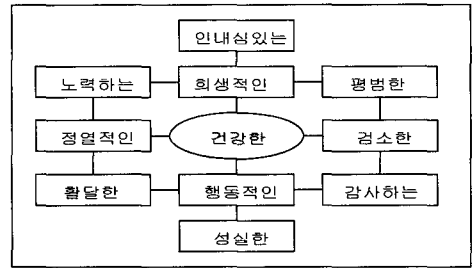 인내심있는
노력하는 희생적인 평범한
정열적인 건강한 검소한
활달한 행동적인 감사하는
성실한